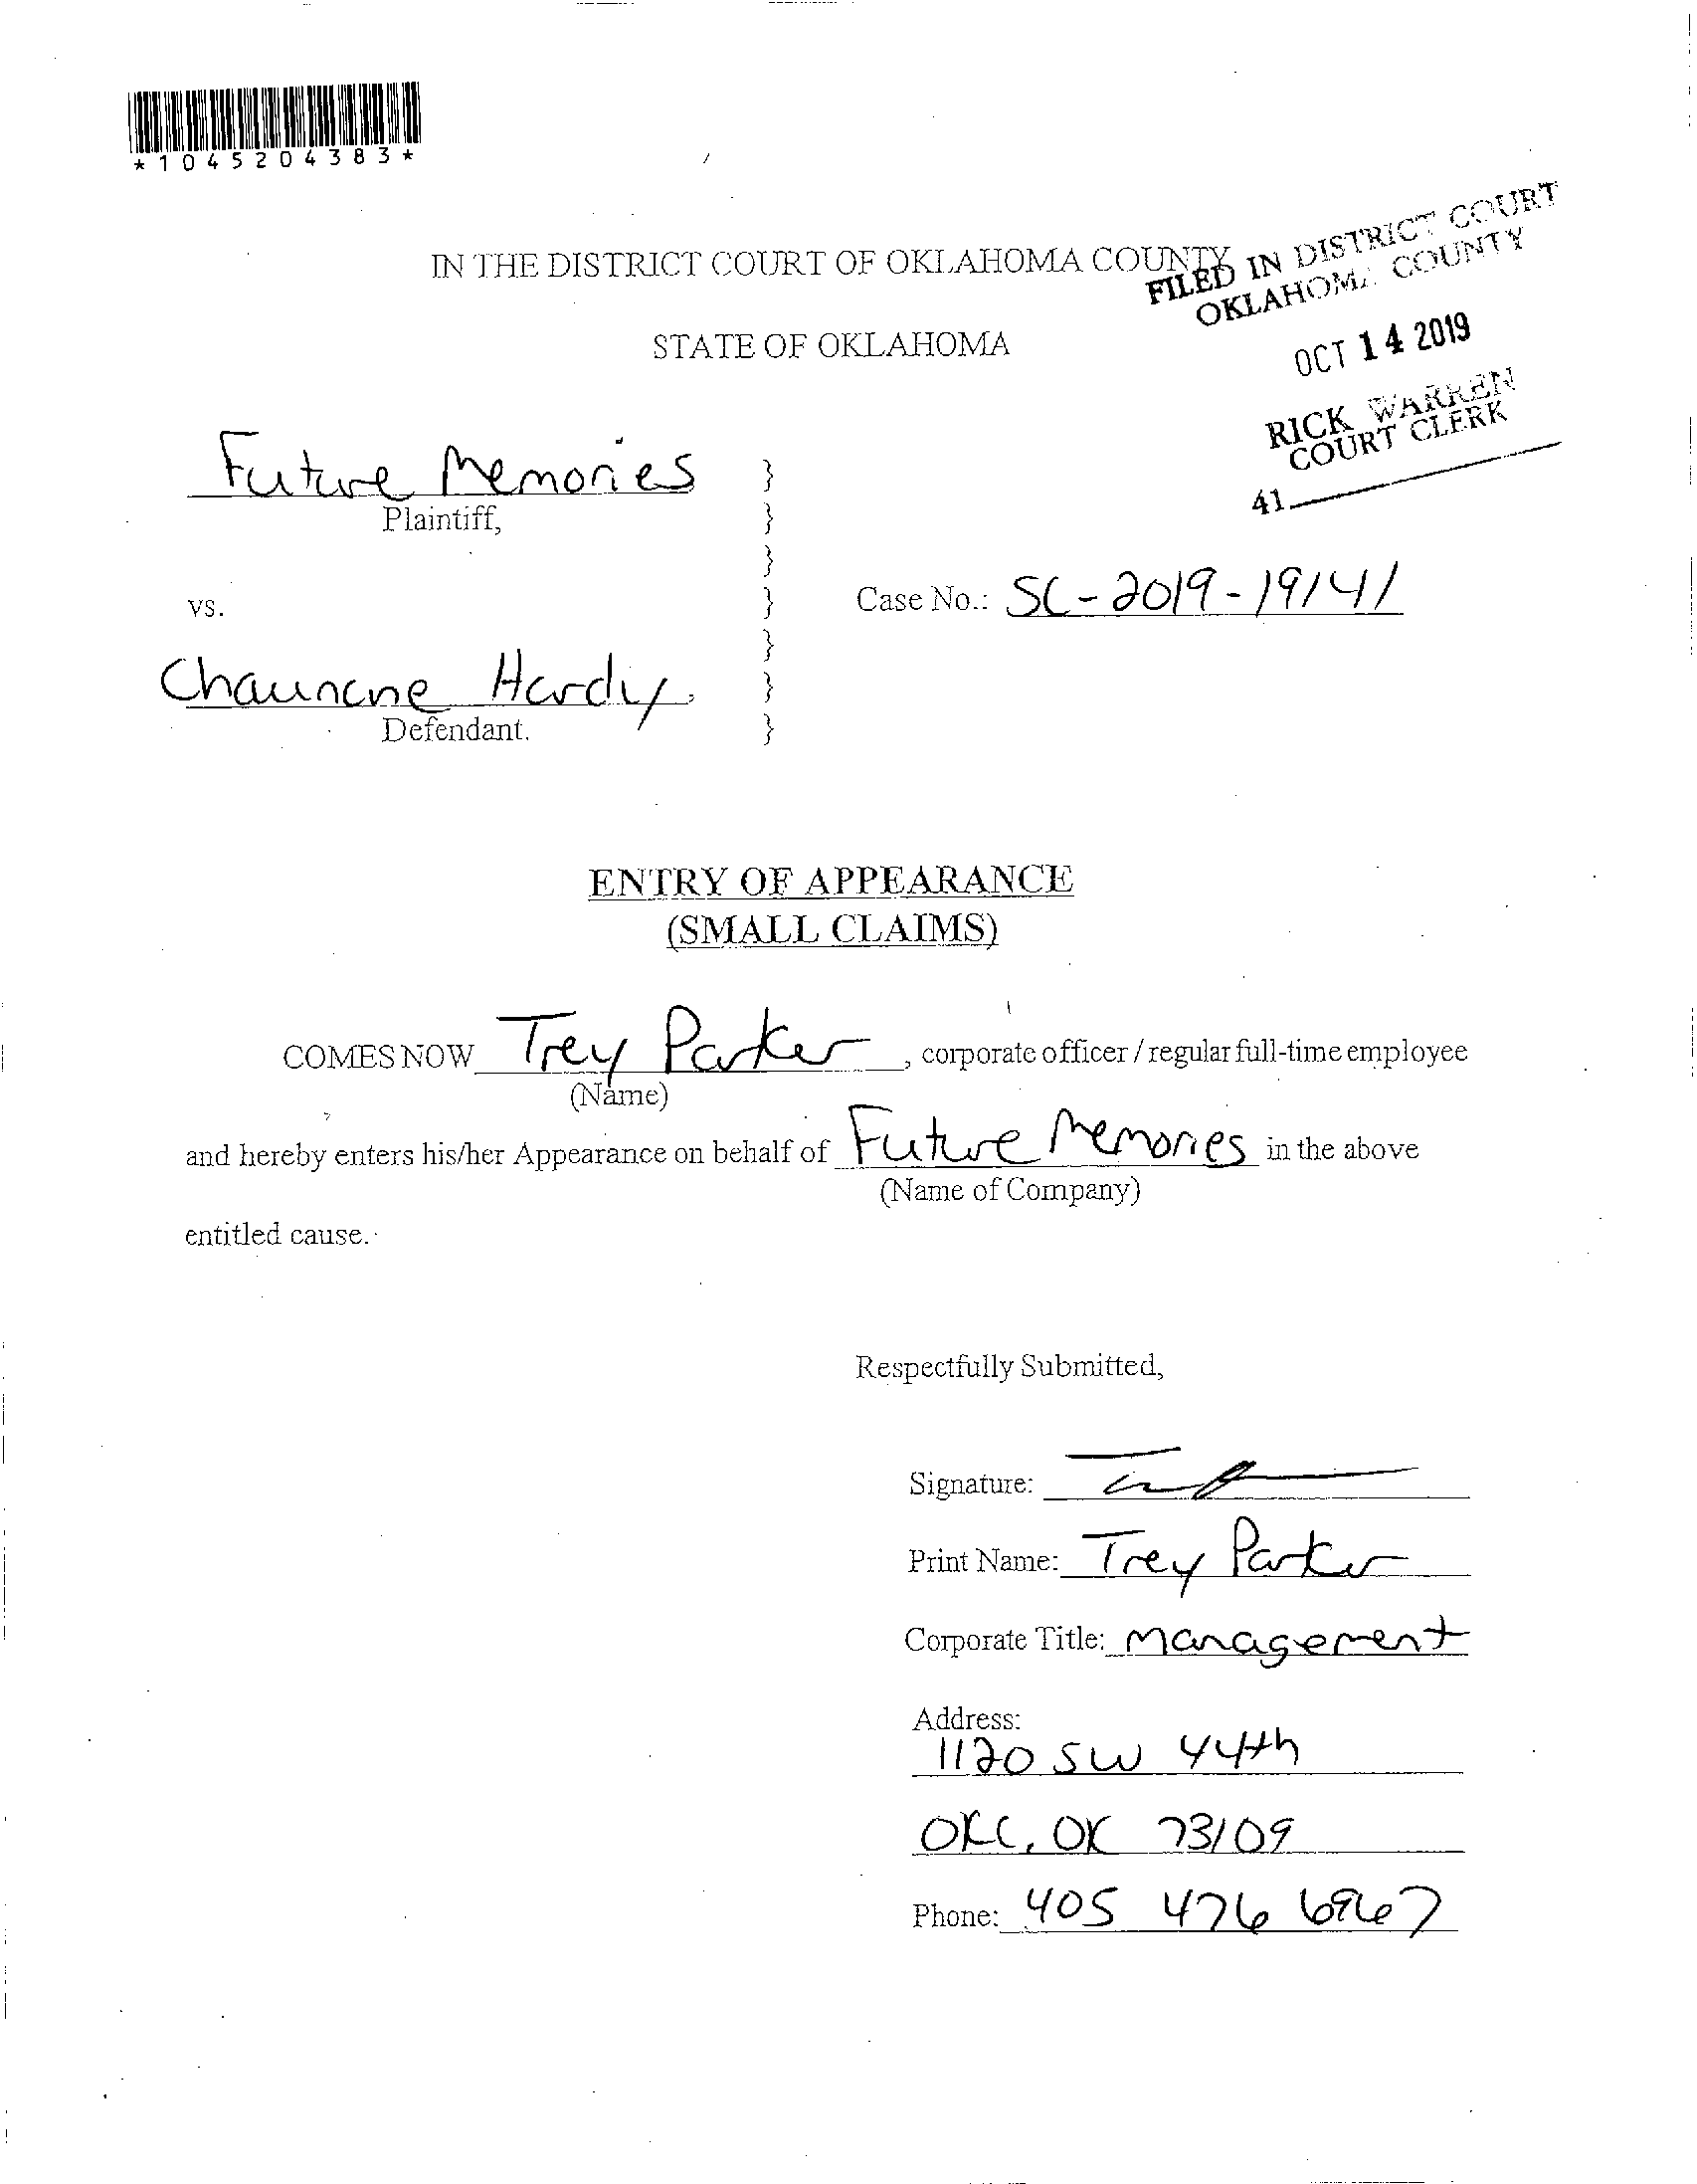 *1045204383*
IN THE DISTRICT COURT OF OKLAHOMA COUNTY
STATE OF OKLAHOMA
FILED IN DISTRICT COURT
OKLAHOMA COUNTY
OCT 14 2019
RICK WARREN
COURT CLERK
41
Future Memories
Plaintiff,
vs.
Case No.: SC-2019-19141
Hardy
Defendant.
ENTRY OF APPEARANCE
(SMALL CLAIMS)
COMES NOW Trey Parker, corporate officer / regular full-time employee
(Name)
and hereby enters his/her Appearance on behalf of Future Memories in the above
(Name of Company)
entitled cause.
Respectfully Submitted,
Signature:
Print Name: Trey Parker
Corporate Title: Management
Address:
1120 SW 44th
OKC, OK 73109
Phone: 405 476 6967